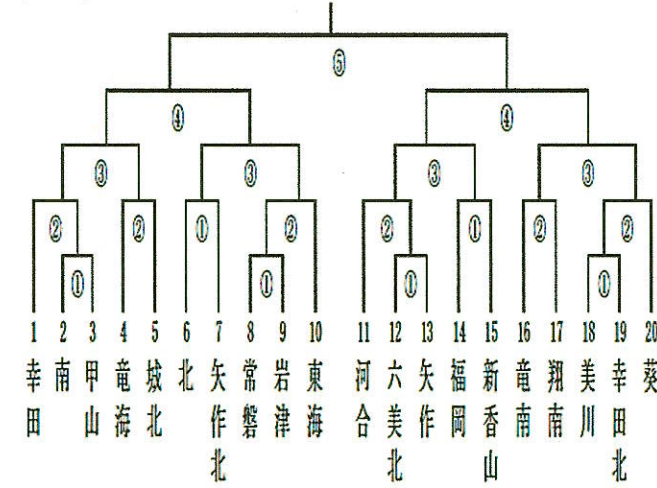 ⑤
④ ④
③ ③ ③ ③
② ② ① ② ② ① ② ②
① ① ① ①
1 2 3 4 5 6 7 8 9 10 11 12 13 14 15 16 17 18 19 20
幸田
南
甲山
竜海
城北
北
矢作北
常磐
岩津
東海
河合
六美北
矢作
福岡
新香山
竜南
翔南
美川
幸田北
葵